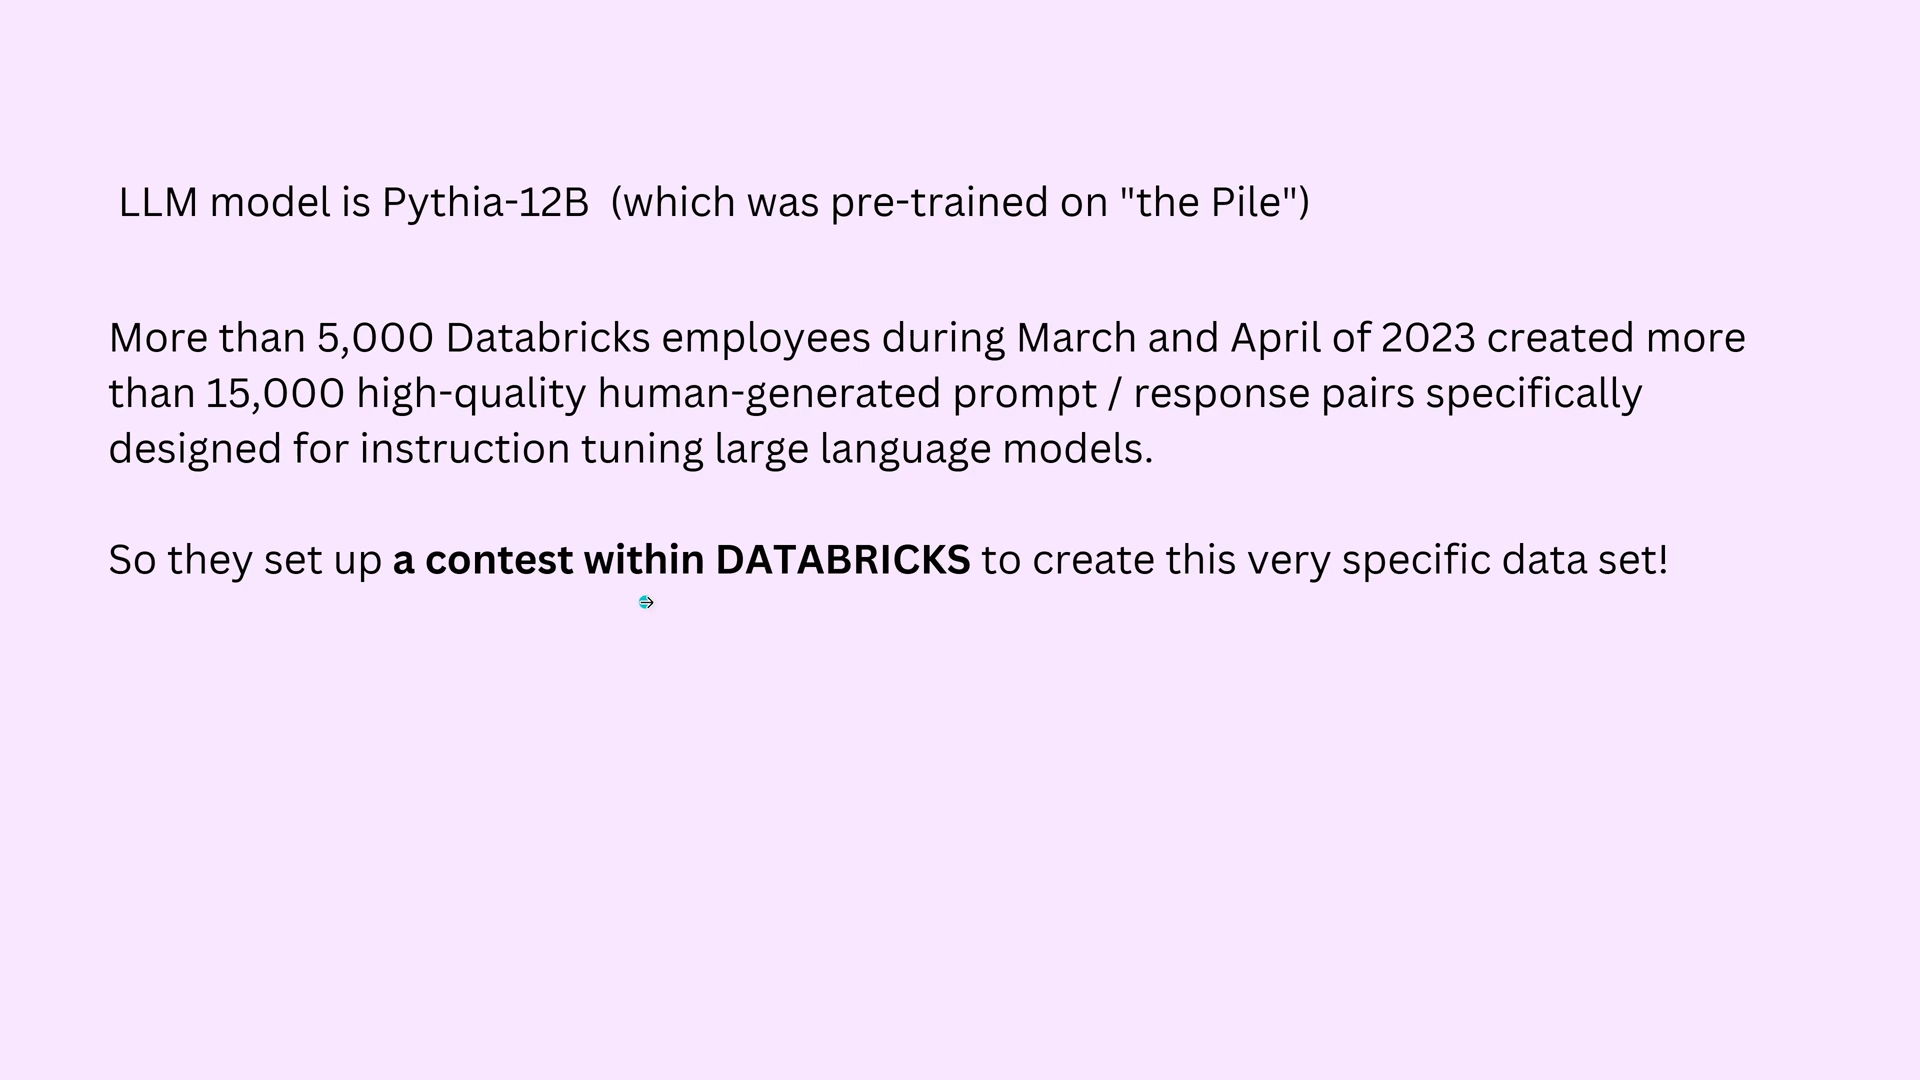 LLM model is Pythia-12B (which was pre-trained on "the Pile")
More than 5,000 Databricks employees during March and April of 2023 created more
than 15,000 high-quality human-generated prompt / response pairs specifically
designed for instruction tuning large language models.
So they set up a contest within DATABRICKS to create this very specific data set!